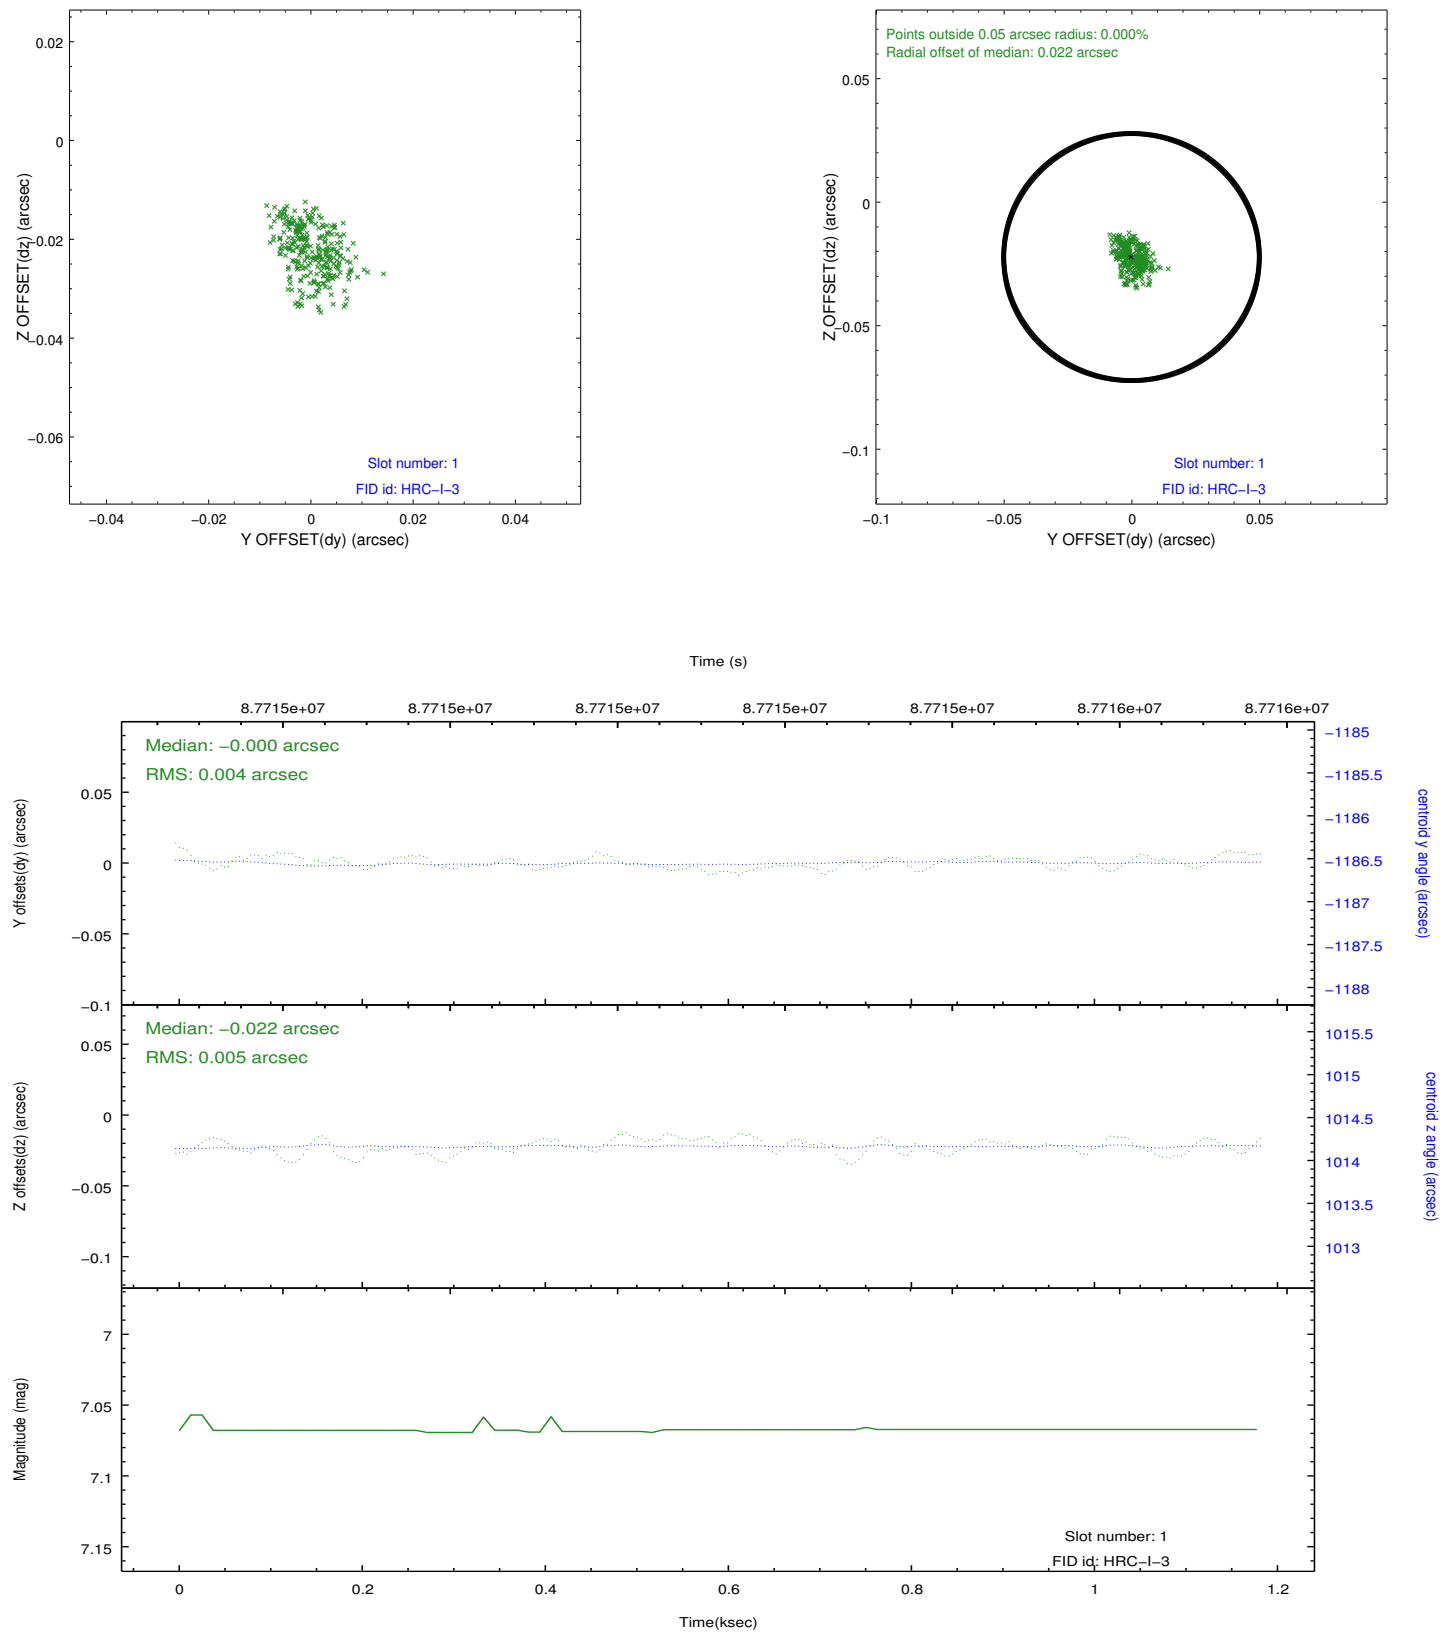 0.02
0
−0.02
−0.04
−0.06
Z OFFSET(dz) (arcsec)
Slot number: 1
FID id: HRC−I−3
−0.04 −0.02 0 0.02 0.04
Y OFFSET(dy) (arcsec)
Points outside 0.05 arcsec radius: 0.000%
Radial offset of median: 0.022 arcsec
0.05
0
−0.05
−0.1
Z OFFSET(dz) (arcsec)
Slot number: 1
FID id: HRC−I−3
−0.1 −0.05 0 0.05
Y OFFSET(dy) (arcsec)
Time (s)
8.7715e+07 8.7715e+07 8.7715e+07 8.7715e+07 8.7715e+07 8.7716e+07 8.7716e+07
Median: −0.000 arcsec
RMS: 0.004 arcsec
0.05
0
−0.05
−0.1
Y offsets(dy) (arcsec)
−1185
−1185.5
−1186
−1186.5
−1187
−1187.5
−1188
centroid y angle (arcsec)
Median: −0.022 arcsec
RMS: 0.005 arcsec
0.05
0
−0.05
−0.1
Z offsets(dz) (arcsec)
1015.5
1015
1014.5
1014
1013.5
1013
centroid z angle (arcsec)
7
7.05
7.1
7.15
Magnitude (mag)
Slot number: 1
FID id: HRC−I−3
0 0.2 0.4 0.6 0.8 1 1.2
Time(ksec)